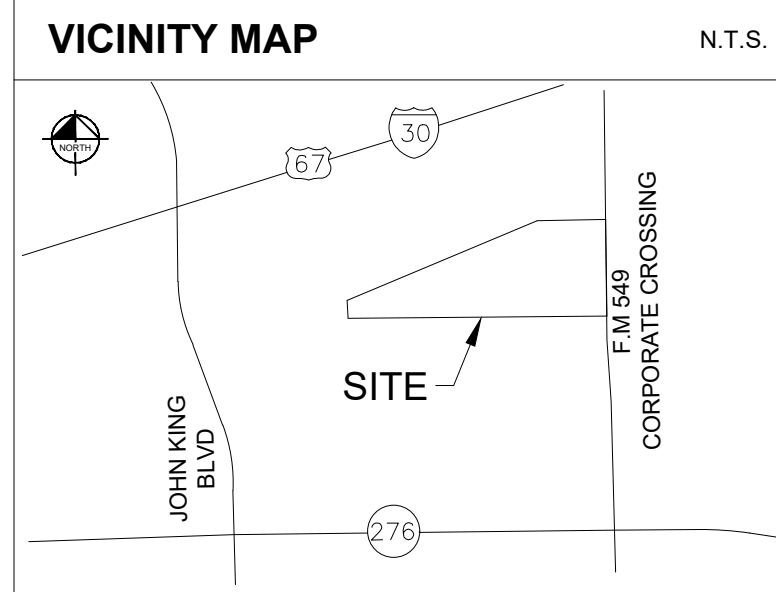 VICINITY MAP
N.T.S.
NORTH
30
67
F.M 549
CORPORATE CROSSING
SITE
JOHN KING
BLVD
276